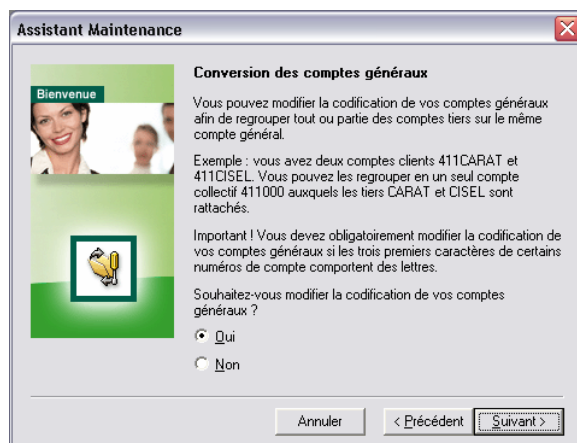 Assistant Maintenance
Bienvenue
Conversion des comptes généraux
Vous pouvez modifier la codification de vos comptes généraux
afin de regrouper tout ou partie des comptes tiers sur le même
compte général.
Exemple : vous avez deux comptes clients 411CARAT et
411CISEL. Vous pouvez les regrouper en un seul compte
collectif 411000 auxquels les tiers CARAT et CISEL sont
rattachés.
Important ! Vous devez obligatoirement modifier la codification de
vos comptes généraux si les trois premiers caractères de certains
numéros de compte comportent des lettres.
Souhaitez-vous modifier la codification de vos comptes
généraux ?
Oui
Non
Annuler
< Précédent
Suivant >